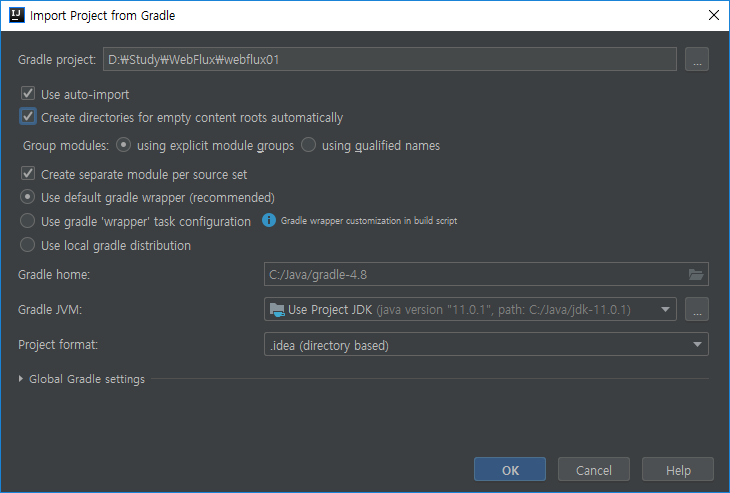 IJ Import Project from Gradle
Gradle project: D:₩Study₩WebFlux₩webflux01 ...
Use auto-import
Create directories for empty content roots automatically
Group modules: using explicit module groups using qualified names
Create separate module per source set
Use default gradle wrapper (recommended)
Use gradle 'wrapper' task configuration i Gradle wrapper customization in build script
Use local gradle distribution
Gradle home: C:/Java/gradle-4.8
Gradle JVM: Use Project JDK (java version "11.0.1", path: C:/Java/jdk-11.0.1) ...
Project format: .idea (directory based)
Global Gradle settings
OK Cancel Help